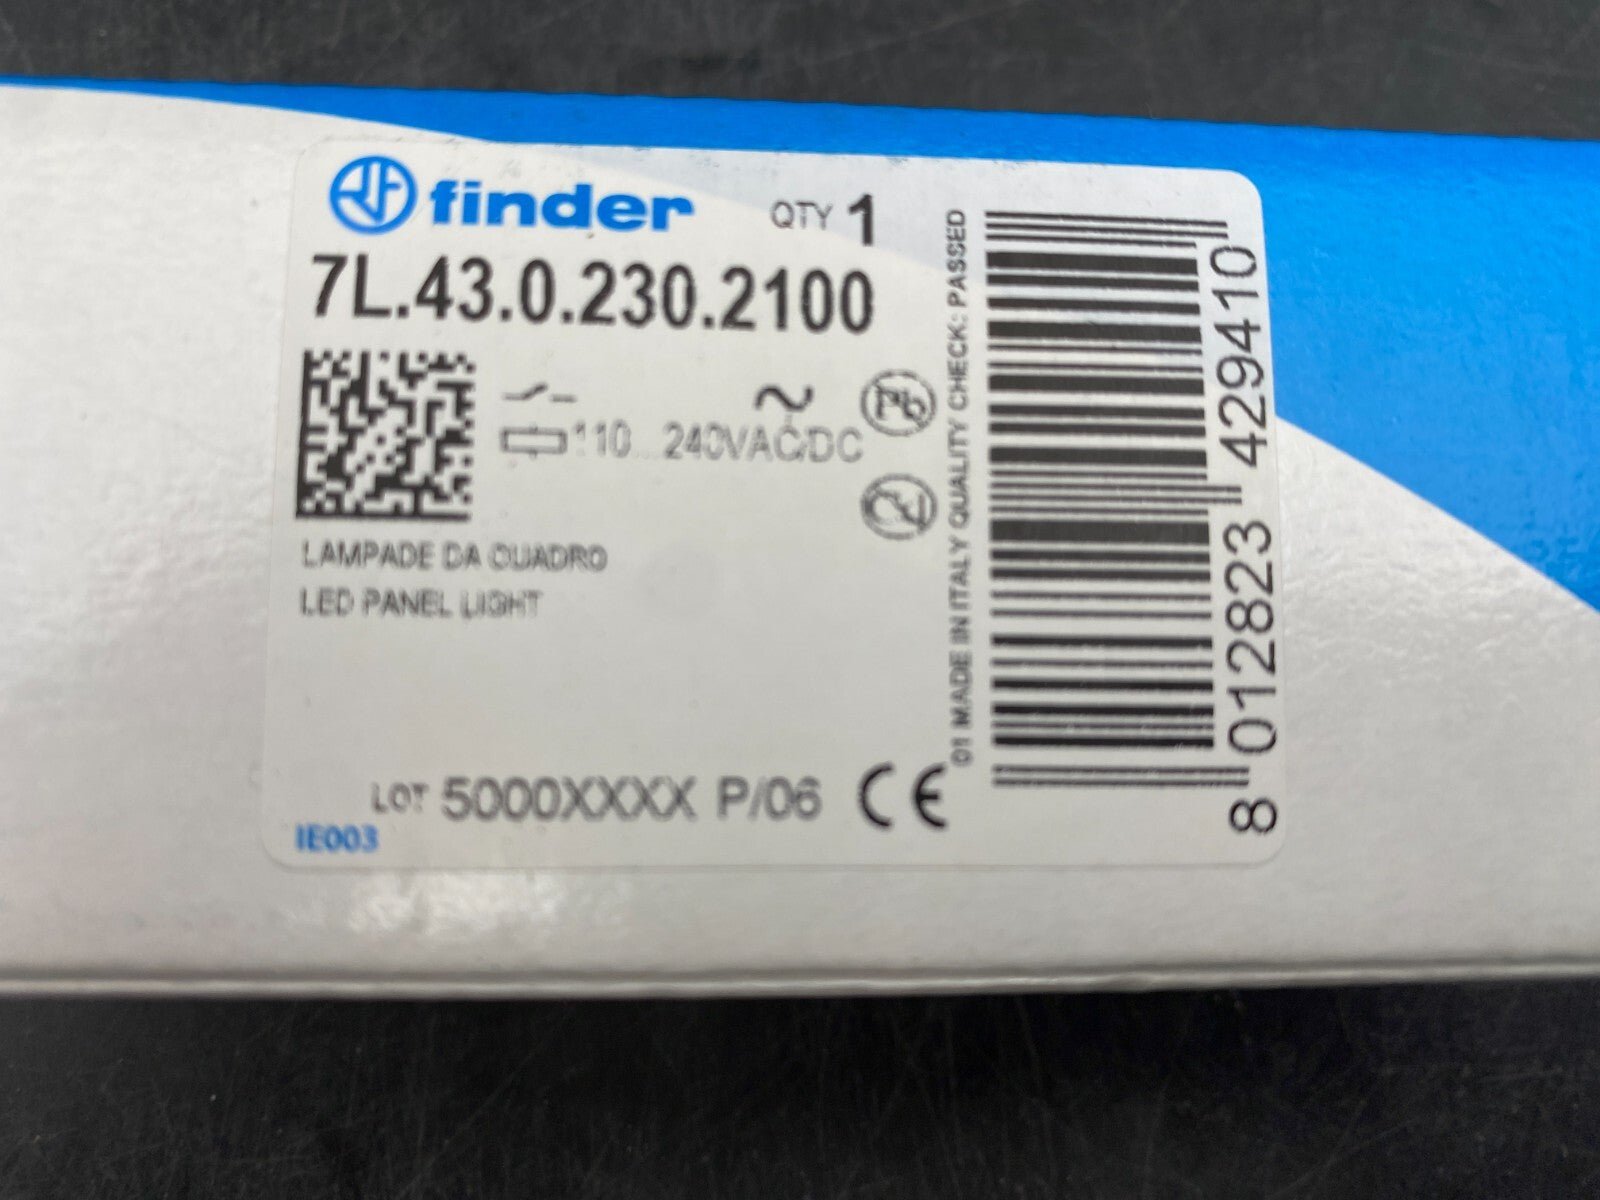 finder QTY 1
7L.43.0.230.2100
110...240VAC/DC
LAMPADE DA QUADRO
LED PANEL LIGHT
LOT 5000XXXX P/06 CE
IE003
01 MADE IN ITALY QUALITY CHECK: PASSED
8 012823 429410